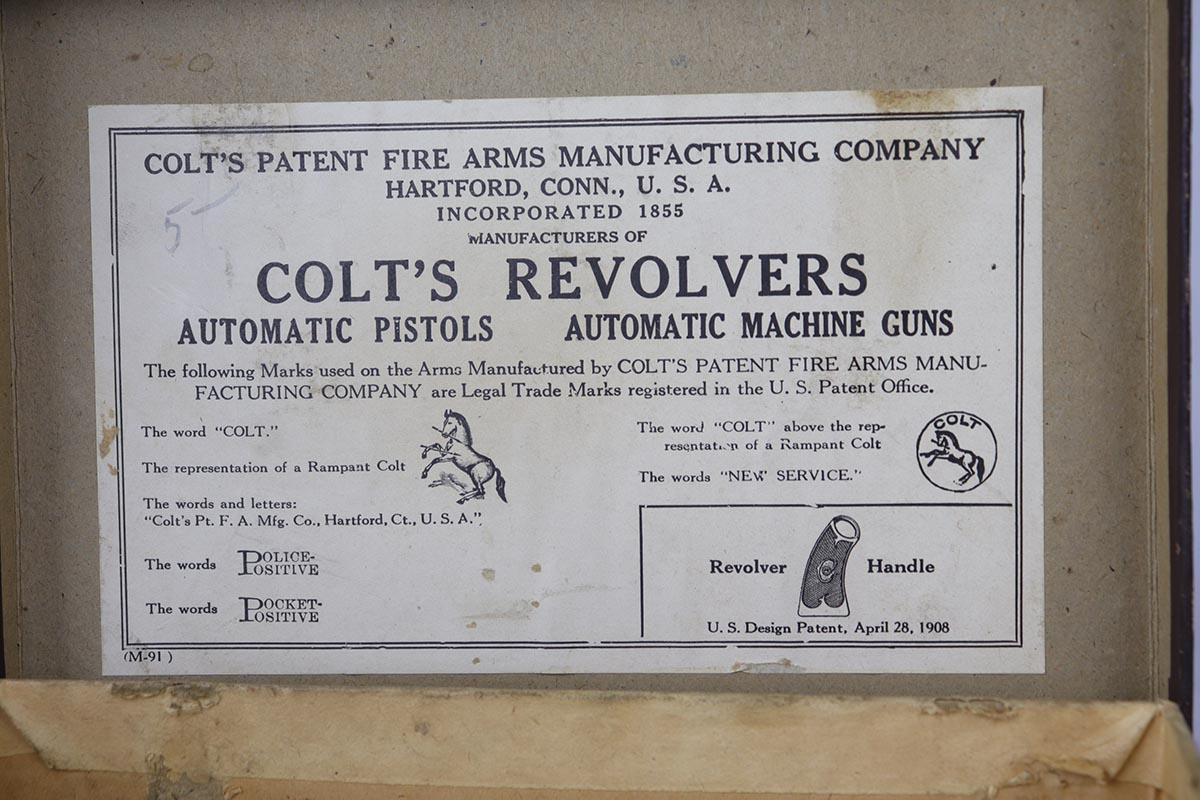 COLT'S PATENT FIRE ARMS MANUFACTURING COMPANY
HARTFORD, CONN., U. S. A.
INCORPORATED 1855
MANUFACTURERS OF
COLT'S REVOLVERS
AUTOMATIC PISTOLS AUTOMATIC MACHINE GUNS
The following Marks used on the Arms Manufactured by COLT'S PATENT FIRE ARMS MANU-
FACTURING COMPANY are Legal Trade Marks registered in the U. S. Patent Office.
The word "COLT."
The representation of a Rampant Colt
The words and letters:
"Colt's Pt. F. A. Mfg. Co., Hartford, Ct., U. S. A."
The words POLICE-
POSITIVE
The words POCKET-
POSITIVE
The word "COLT" above the rep-
resentation of a Rampant Colt
COLT
The words "NEW SERVICE."
Revolver Handle
U. S. Design Patent, April 28, 1908
(M-91 )
5